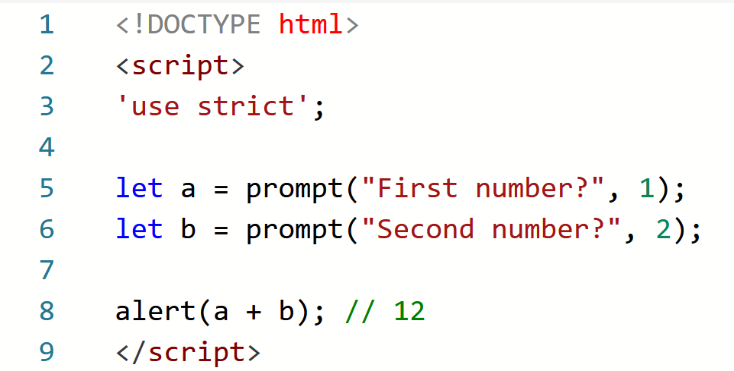 1 <!DOCTYPE html>
2 <script>
3 'use strict';
4
5 let a = prompt("First number?", 1);
6 let b = prompt("Second number?", 2);
7
8 alert(a + b); // 12
9 </script>